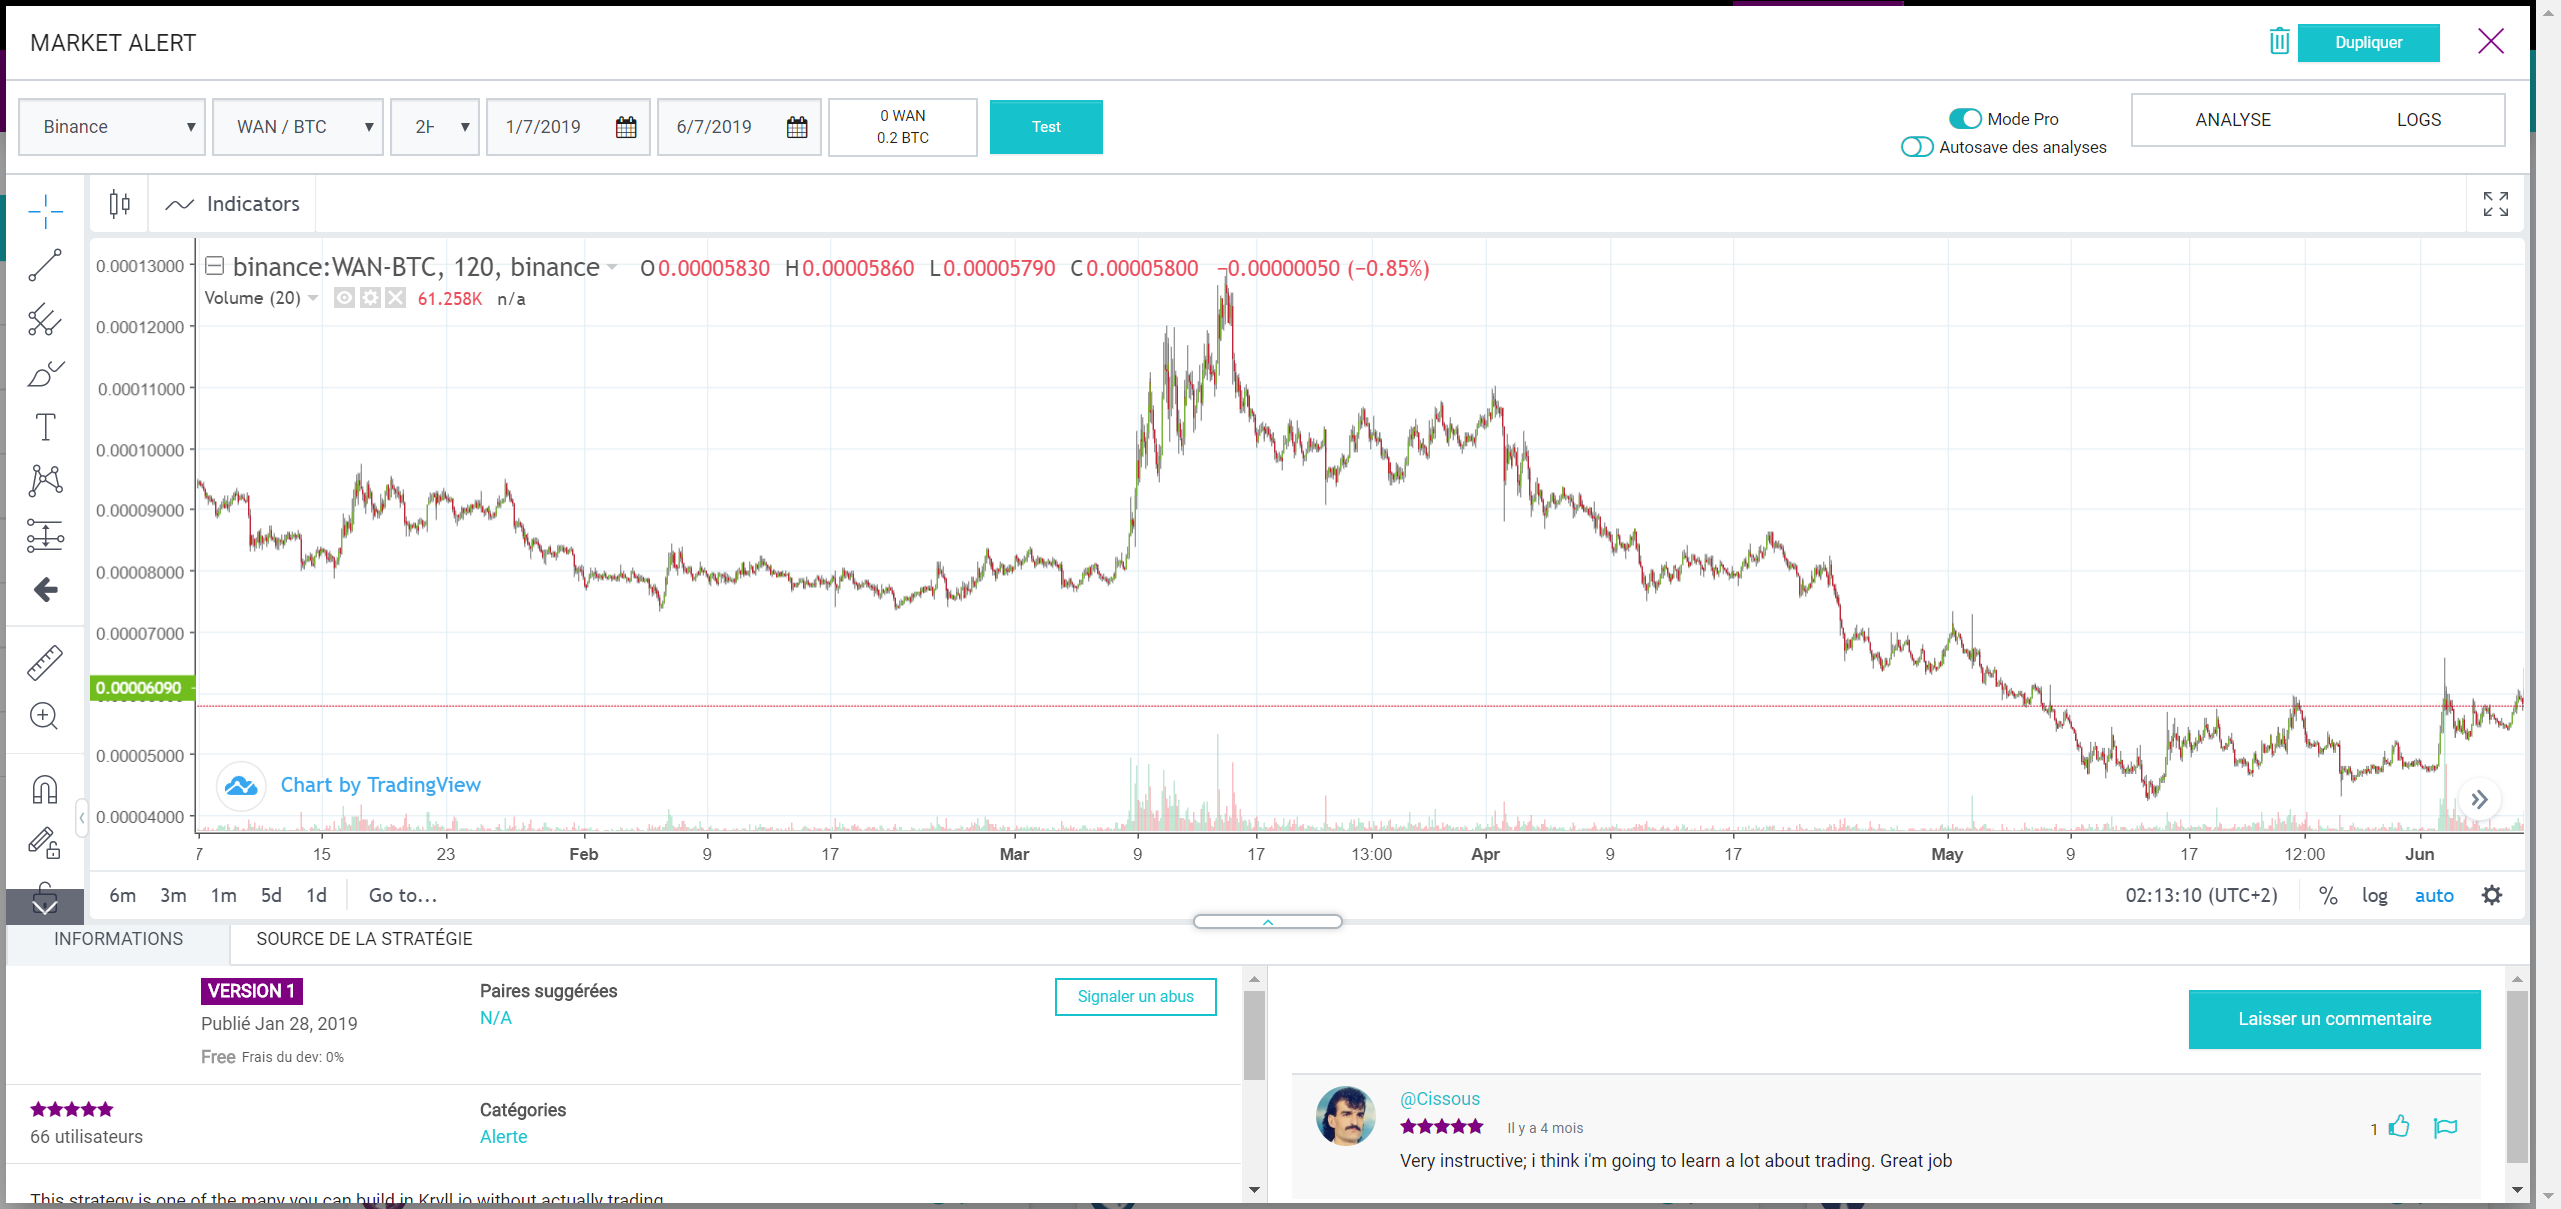 MARKET ALERT
Dupliquer
Binance
WAN / BTC
2H
1/7/2019
6/7/2019
0 WAN
0.2 BTC
Test
Mode Pro
Autosave des analyses
ANALYSE
LOGS
Indicators
binance:WAN-BTC, 120, binance O0.00005830 H0.00005860 L0.00005790 C0.00005800 −0.00000050 (−0.85%)
Volume (20) 61.258K n/a
0.00013000
0.00012000
0.00011000
0.00010000
0.00009000
0.00008000
0.00007000
0.00006090
0.00005000
0.00004000
Chart by TradingView
7 15 23 Feb 9 17 Mar 9 17 13:00 Apr 9 17 May 9 17 12:00 Jun
6m 3m 1m 5d 1d Go to...
02:13:10 (UTC+2) % log auto
INFORMATIONS
SOURCE DE LA STRATÉGIE
VERSION 1
Publié Jan 28, 2019
Free Frais du dev: 0%
Paires suggérées
N/A
Signaler un abus
66 utilisateurs
Catégories
Alerte
This strategy is one of the many you can build in Kryll.io without actually trading
Laisser un commentaire
@Cissous
Il y a 4 mois
1
Very instructive; i think i'm going to learn a lot about trading. Great job